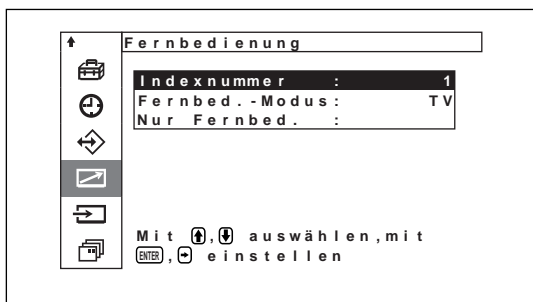 Fernbedienung
Indexnummer : 1
Fernbed.-Modus: TV
Nur Fernbed. :
Mit ↑,↓ auswählen,mit
ENTER,→ einstellen